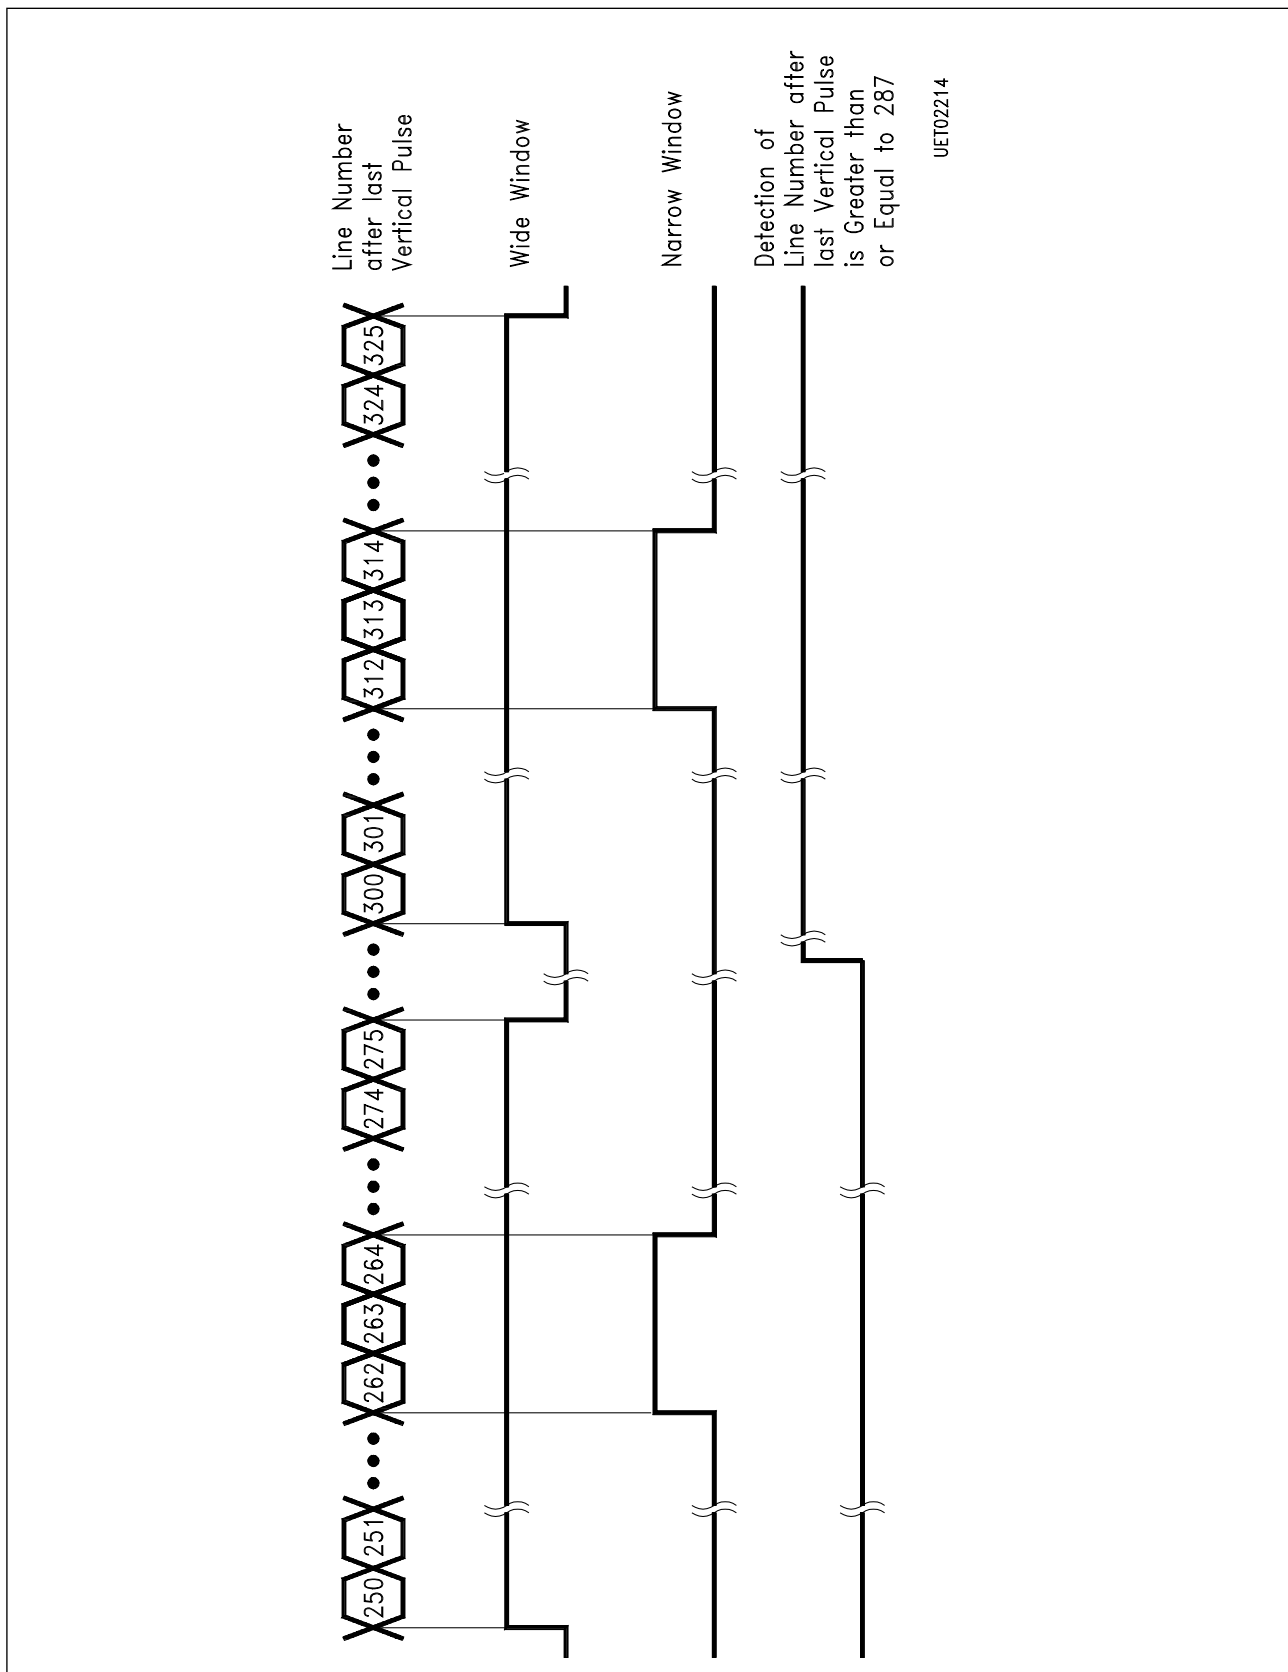 250 251 262 263 264 274 275 300 301 312 313 314 324 325
Line Number
after last
Vertical Pulse
Wide Window
Narrow Window
Detection of
Line Number after
last Vertical Pulse
is Greater than
or Equal to 287
UET02214